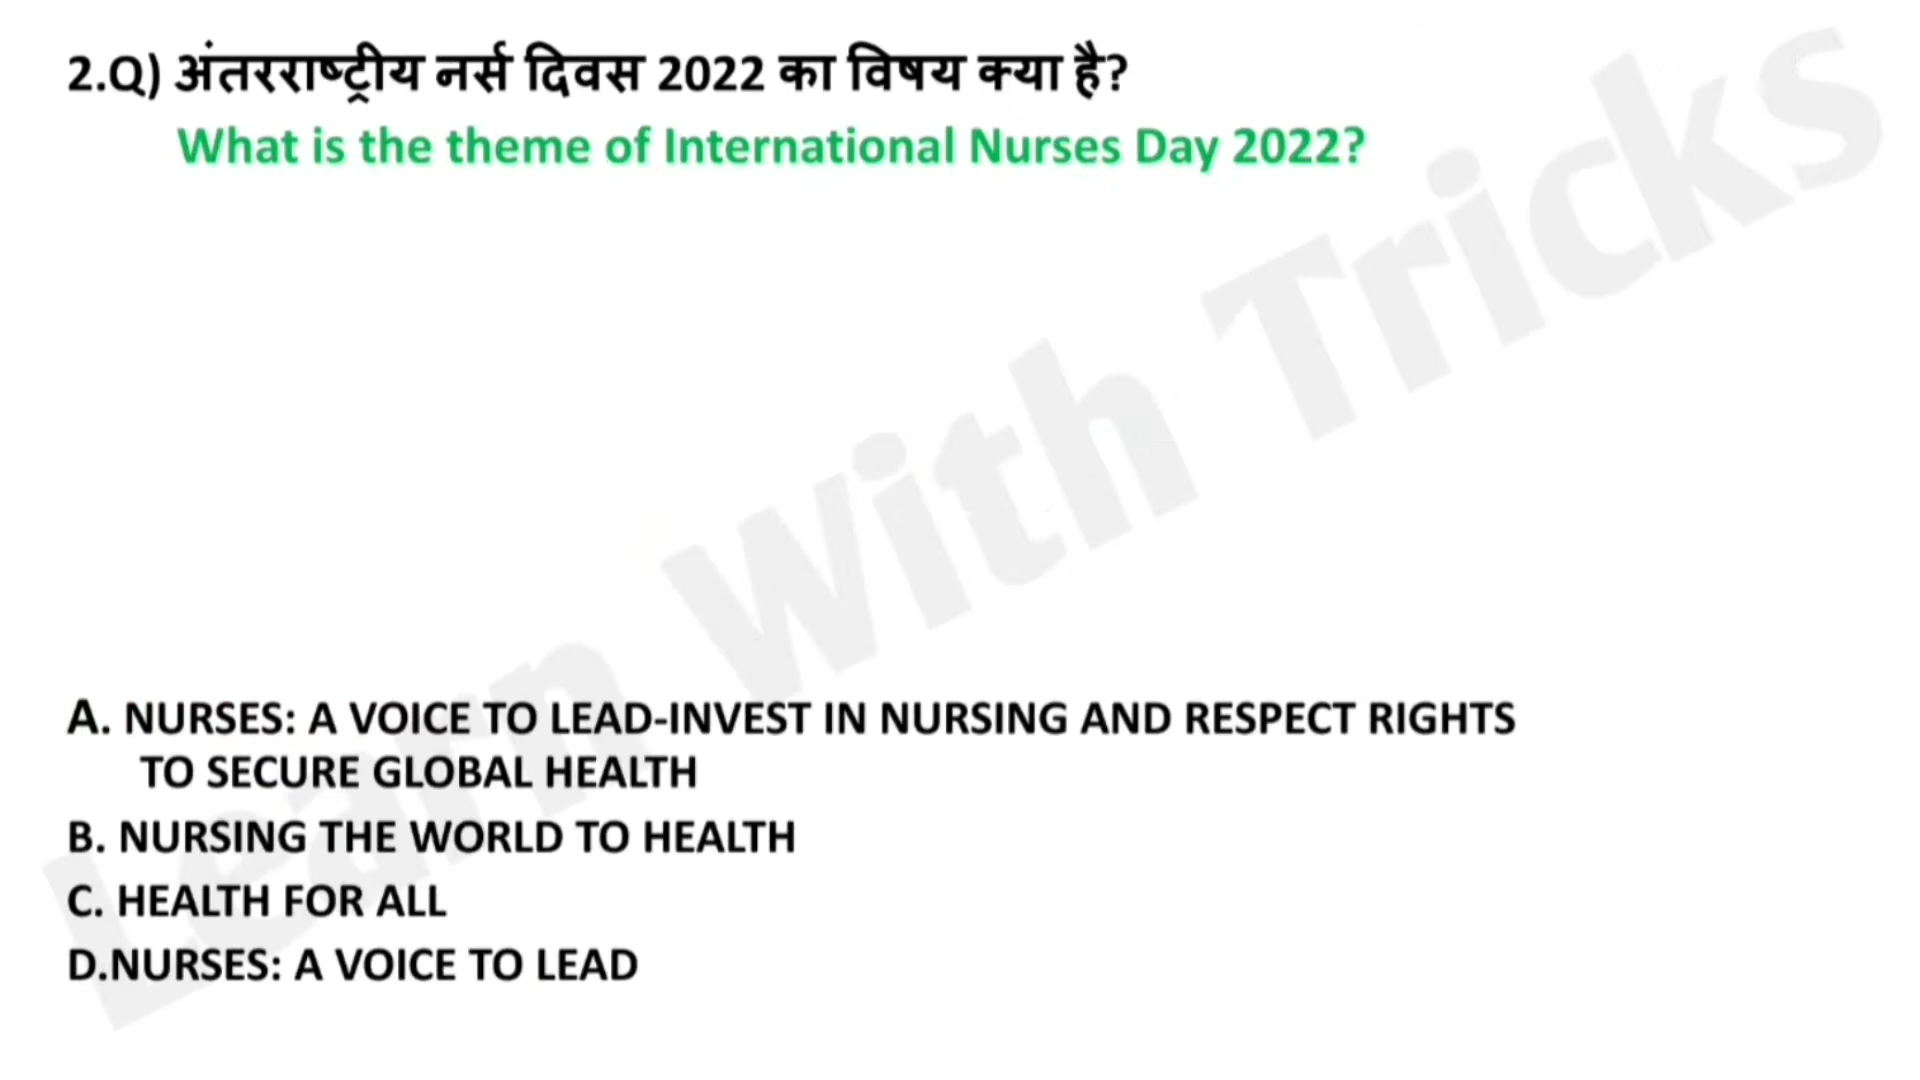 2.Q) अंतरराष्ट्रीय नर्स दिवस 2022 का विषय क्या है?
What is the theme of International Nurses Day 2022?
Learn With Tricks
A. NURSES: A VOICE TO LEAD-INVEST IN NURSING AND RESPECT RIGHTS
TO SECURE GLOBAL HEALTH
B. NURSING THE WORLD TO HEALTH
C. HEALTH FOR ALL
D.NURSES: A VOICE TO LEAD